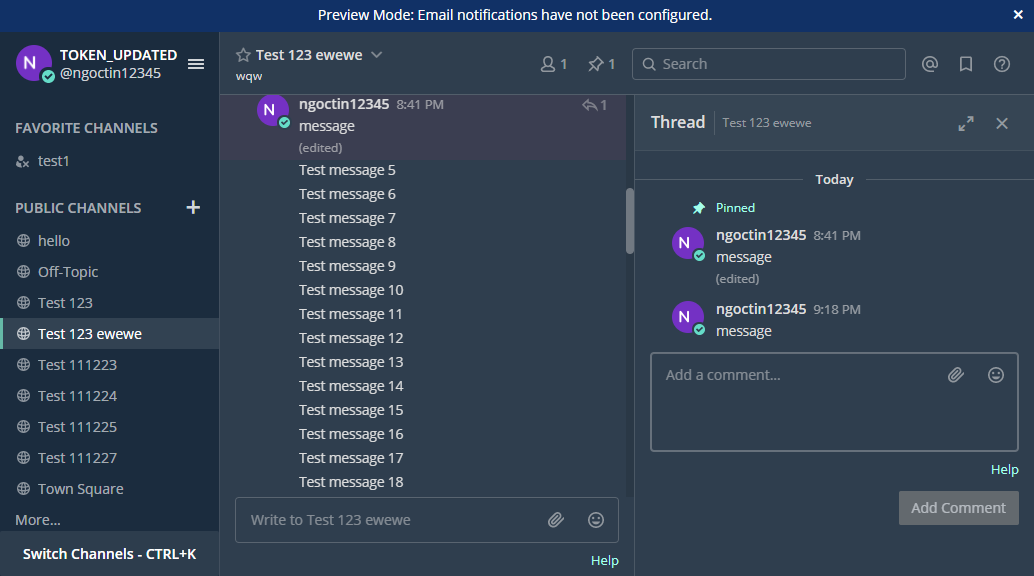 Preview Mode: Email notifications have not been configured.
N
TOKEN_UPDATED
@ngoctin12345
FAVORITE CHANNELS
test1
PUBLIC CHANNELS
hello
Off-Topic
Test 123
Test 123 ewewe
Test 111223
Test 111224
Test 111225
Test 111227
Town Square
More...
Switch Channels - CTRL+K
Test 123 ewewe
wqw
1
1
Search
N
ngoctin12345 8:41 PM
1
message
(edited)
Test message 5
Test message 6
Test message 7
Test message 8
Test message 9
Test message 10
Test message 11
Test message 12
Test message 13
Test message 14
Test message 15
Test message 16
Test message 17
Test message 18
Write to Test 123 ewewe
Help
Thread Test 123 ewewe
Today
Pinned
N
ngoctin12345 8:41 PM
message
(edited)
N
ngoctin12345 9:18 PM
message
Add a comment...
Help
Add Comment